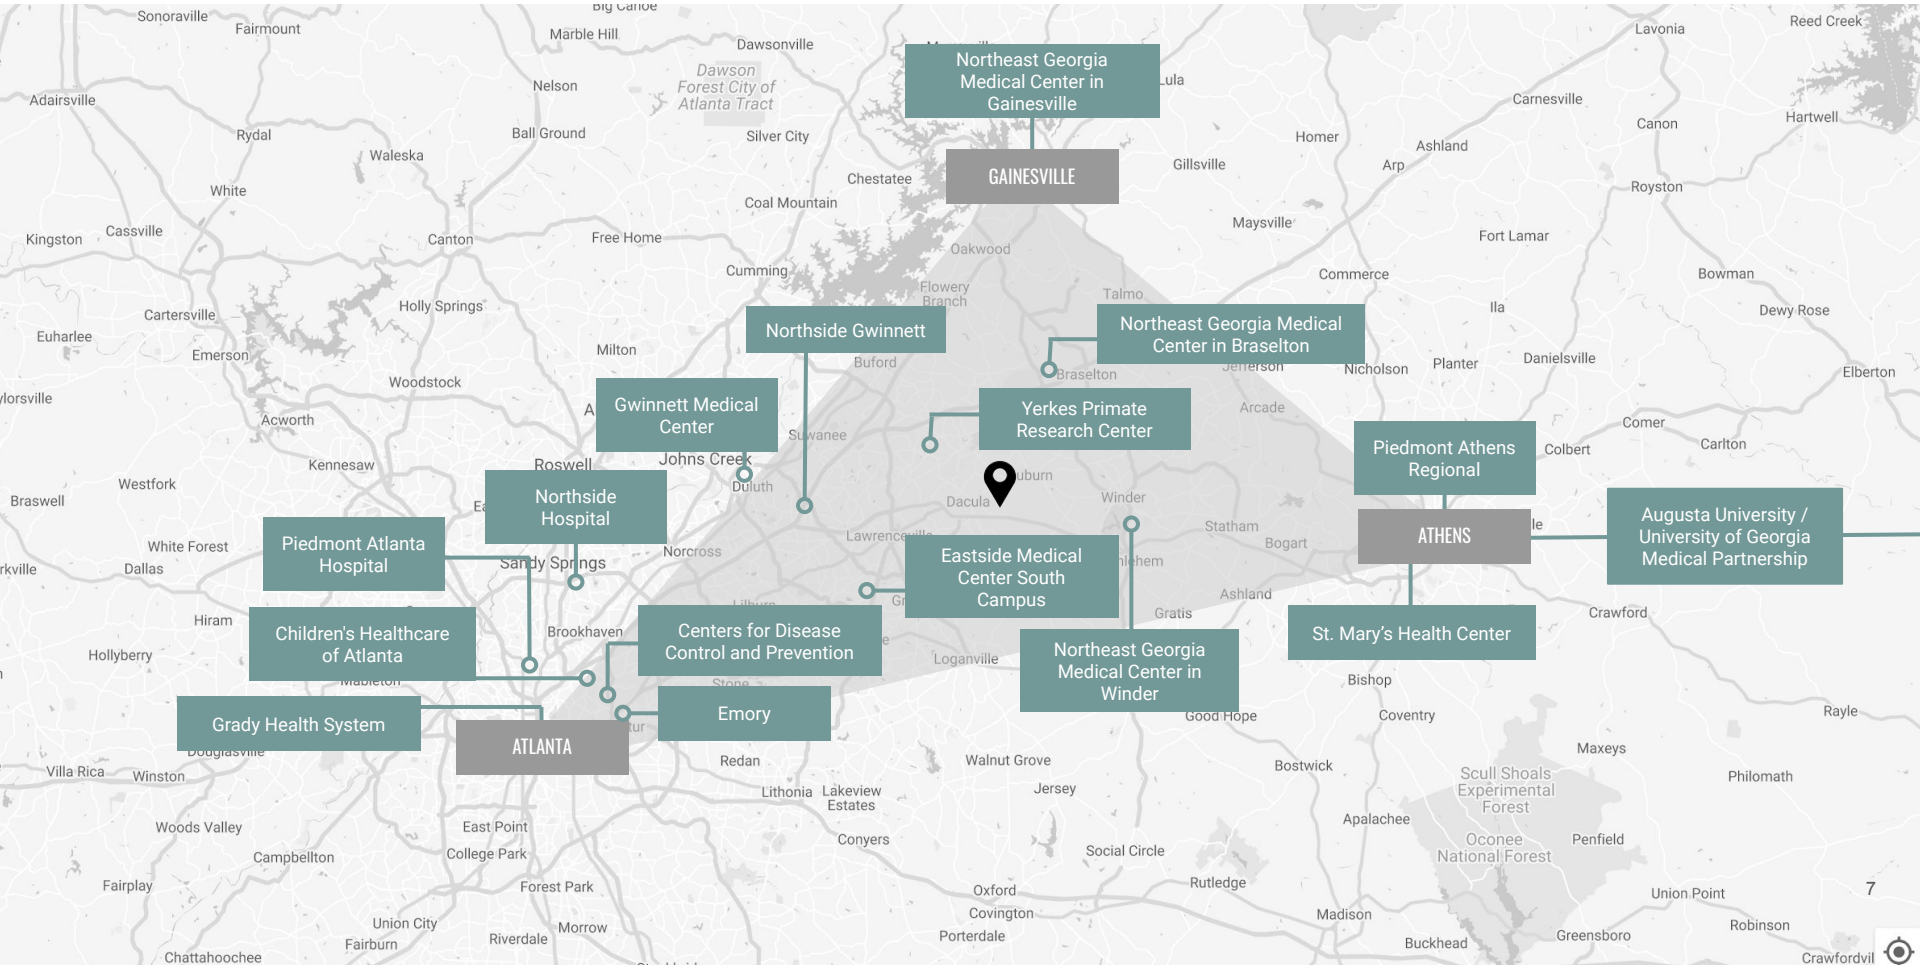 Sonoraville
Fairmount
Big Canoe
Marble Hill
Dawsonville
Lavonia
Reed Creek
Northeast Georgia
Medical Center in
Gainesville
Lula
Adairsville
Nelson
Dawson
Forest City of
Atlanta Tract
Carnesville
Canon
Hartwell
Rydal
Ball Ground
Silver City
Homer
Ashland
Waleska
Arp
Gillsville
GAINESVILLE
Chestatee
White
Coal Mountain
Royston
Kingston
Cassville
Canton
Free Home
Maysville
Fort Lamar
Oakwood
Cumming
Commerce
Bowman
Flowery
Branch
Talmo
Holly Springs
Cartersville
Ila
Dewy Rose
Northside Gwinnett
Northeast Georgia Medical
Center in Braselton
Euharlee
Emerson
Milton
Buford
Braselton
Jefferson
Nicholson
Planter
Danielsville
Elberton
Woodstock
Acworth
Gwinnett Medical
Center
Yerkes Primate
Research Center
Arcade
Suwanee
Comer
Carlton
Colbert
Piedmont Athens
Regional
Kennesaw
Roswell
Johns Creek
Duluth
Westfork
Braswell
Northside
Hospital
uburn
Dacula
Winder
Augusta University /
University of Georgia
Medical Partnership
Piedmont Atlanta
Hospital
White Forest
Dallas
Sandy Springs
Norcross
Lawrenceville
Statham
Bogart
ATHENS
le
Eastside Medical
Center South
Campus
hlehem
Ashland
Gratis
Crawford
Hiram
Lilburn
Gr
Brookhaven
Centers for Disease
Control and Prevention
Children's Healthcare
of Atlanta
St. Mary's Health Center
Hollyberry
Mableton
Loganville
Northeast Georgia
Medical Center in
Winder
Bishop
Stone
Grady Health System
Emory
tur
Good Hope
Coventry
Rayle
Douglasville
ATLANTA
Villa Rica
Winston
Redan
Walnut Grove
Bostwick
Maxeys
Philomath
Scull Shoals
Experimental
Forest
Lithonia
Lakeview
Estates
Jersey
Woods Valley
East Point
Conyers
Apalachee
Penfield
Oconee
National Forest
Campbellton
College Park
Social Circle
Fairplay
Forest Park
Oxford
Rutledge
Union Point
7
Union City
Morrow
Covington
Madison
Robinson
Fairburn
Riverdale
Porterdale
Buckhead
Greensboro
Chattahoochee
Crawfordvil